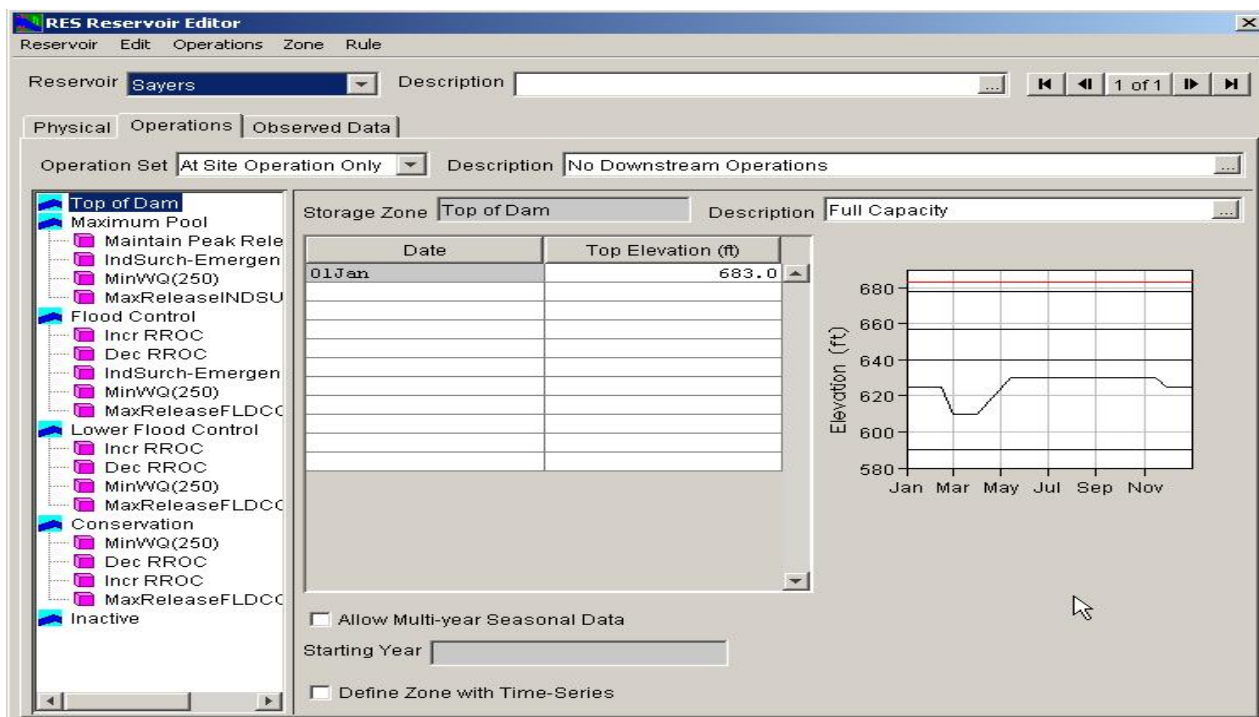 RES Reservoir Editor
Reservoir Edit Operations Zone Rule
Reservoir Sayers Description ... 1 of 1
Physical Operations Observed Data
Operation Set At Site Operation Only Description No Downstream Operations ...
Top of Dam
Maximum Pool
Maintain Peak Rele
IndSurch-Emergen
MinWQ(250)
MaxReleaseINDSU
Flood Control
Incr RROC
Dec RROC
IndSurch-Emergen
MinWQ(250)
MaxReleaseFLDCO
Lower Flood Control
Incr RROC
Dec RROC
MinWQ(250)
MaxReleaseFLDCO
Conservation
MinWQ(250)
Dec RROC
Incr RROC
MaxReleaseFLDCO
Inactive
Storage Zone Top of Dam Description Full Capacity ...
Date Top Elevation (ft)
01Jan 683.0
Elevation (ft)
680
660
640
620
600
580
Jan Mar May Jul Sep Nov
Allow Multi-year Seasonal Data
Starting Year
Define Zone with Time-Series